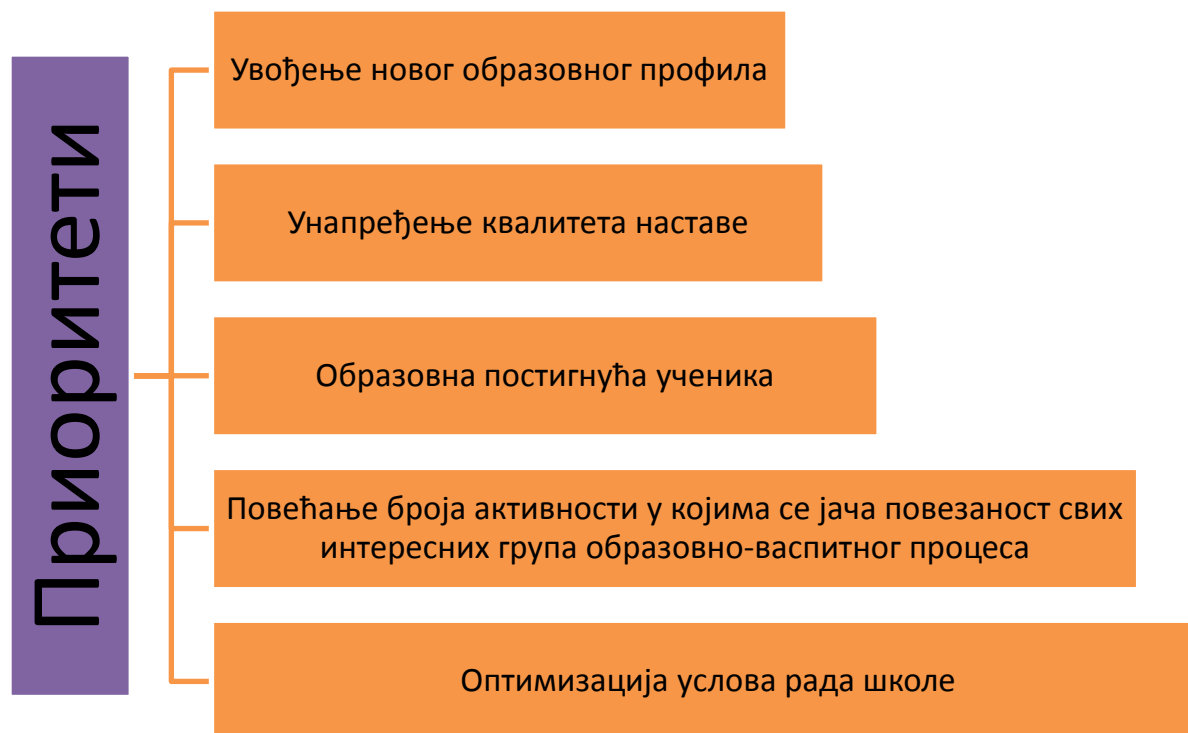 Приоритети
Увођење новог образовног профила
Унапређење квалитета наставе
Образовна постигнућа ученика
Повећање броја активности у којима се јача повезаност свих
интересних група образовно-васпитног процеса
Оптимизација услова рада школе